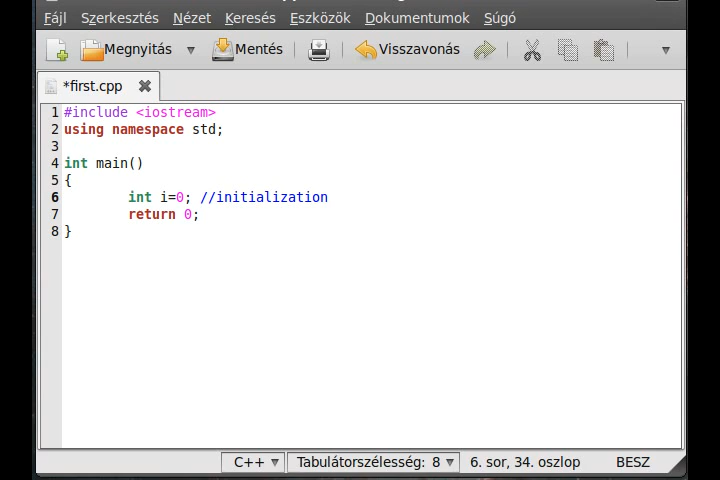 Fájl Szerkesztés Nézet Keresés Eszközök Dokumentumok Súgó
Megnyitás Mentés Visszavonás
*first.cpp
1 #include <iostream>
2 using namespace std;
3
4 int main()
5 {
6 int i=0; //initialization
7 return 0;
8 }
C++ Tabulátorszélesség: 8 6. sor, 34. oszlop BESZ